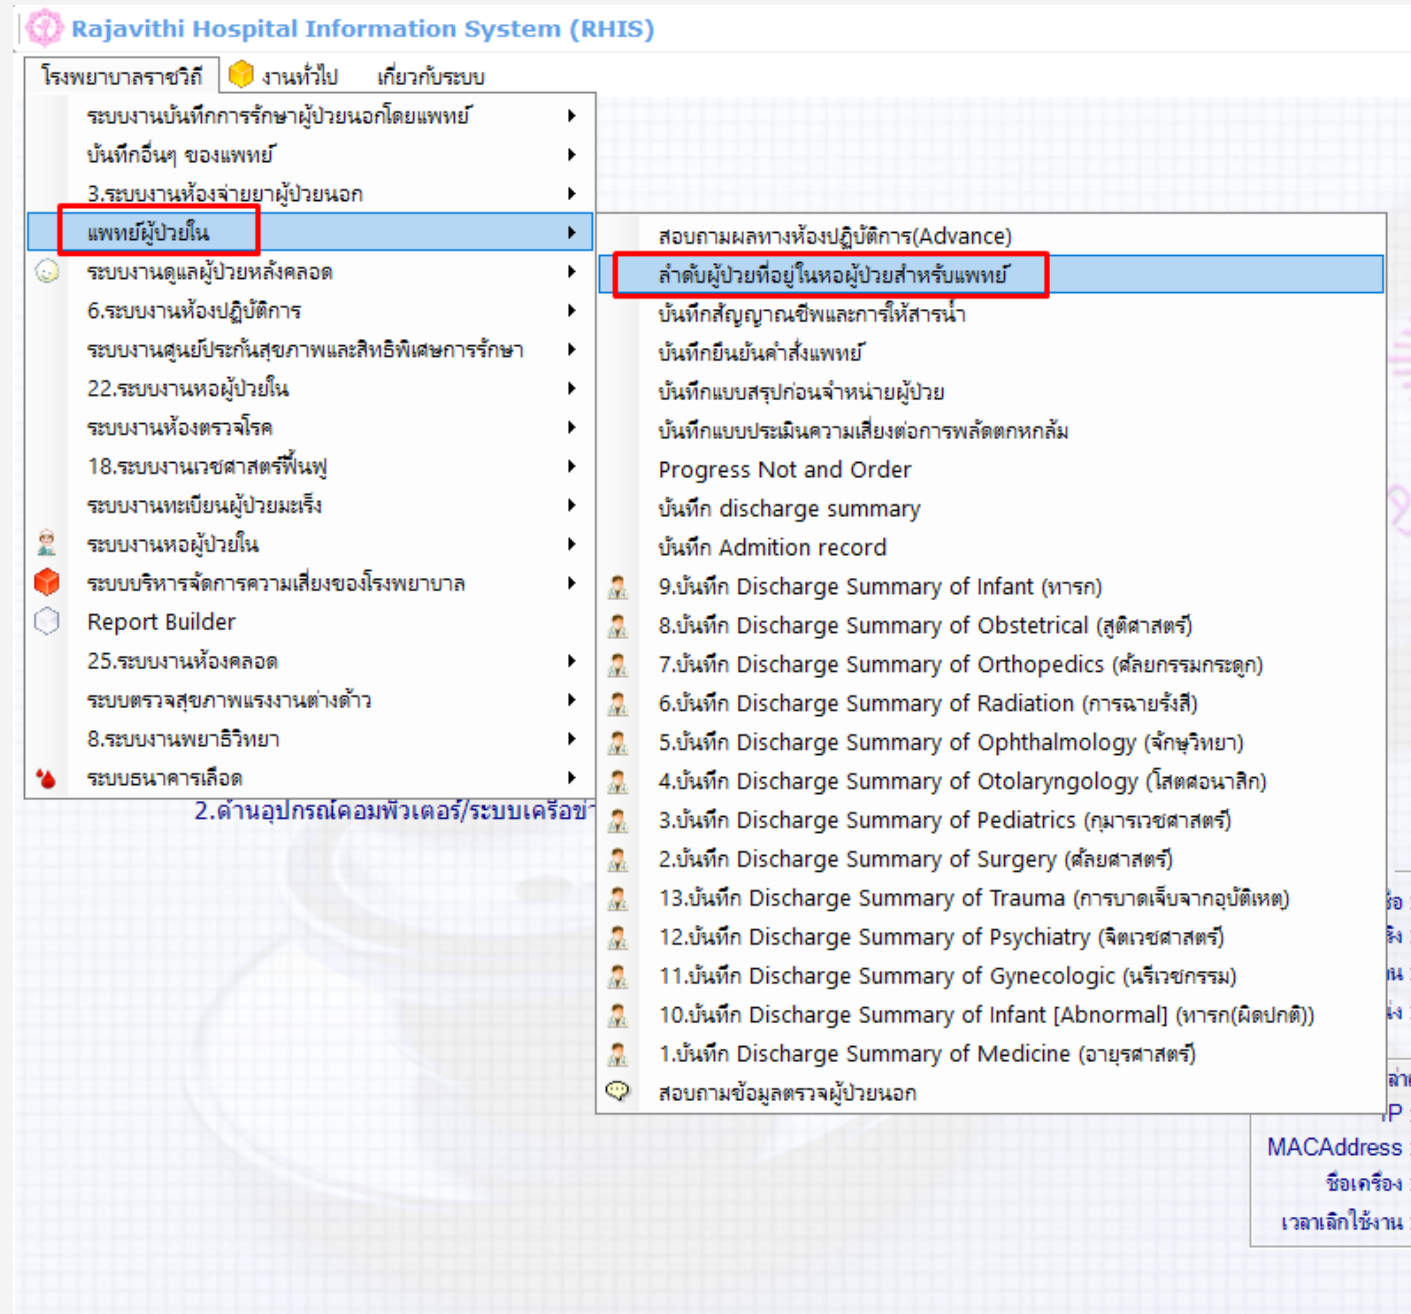 Rajavithi Hospital Information System (RHIS)
โรงพยาบาลราชวิถี
งานทั่วไป
เกี่ยวกับระบบ
ระบบงานบันทึกการรักษาผู้ป่วยนอกโดยแพทย์
บันทึกอื่นๆ ของแพทย์
3.ระบบงานห้องจ่ายยาผู้ป่วยนอก
แพทย์ผู้ป่วยใน
ระบบงานดูแลผู้ป่วยหลังคลอด
6.ระบบงานห้องปฏิบัติการ
ระบบงานศูนย์ประกันสุขภาพและสิทธิพิเศษการรักษา
22.ระบบงานหอผู้ป่วยใน
ระบบงานห้องตรวจโรค
18.ระบบงานเวชศาสตร์ฟื้นฟู
ระบบงานทะเบียนผู้ป่วยมะเร็ง
ระบบงานหอผู้ป่วยใน
ระบบบริหารจัดการความเสี่ยงของโรงพยาบาล
Report Builder
25.ระบบงานห้องคลอด
ระบบตรวจสุขภาพแรงงานต่างด้าว
8.ระบบงานพยาธิวิทยา
ระบบธนาคารเลือด
2.ด้านอุปกรณ์คอมพิวเตอร์/ระบบเครือข่า
สอบถามผลทางห้องปฏิบัติการ(Advance)
ลำดับผู้ป่วยที่อยู่ในหอผู้ป่วยสำหรับแพทย์
บันทึกสัญญาณชีพและการให้สารน้ำ
บันทึกยืนยันคำสั่งแพทย์
บันทึกแบบสรุปก่อนจำหน่ายผู้ป่วย
บันทึกแบบประเมินความเสี่ยงต่อการพลัดตกหกล้ม
Progress Not and Order
บันทึก discharge summary
บันทึก Admition record
9.บันทึก Discharge Summary of Infant (ทารก)
8.บันทึก Discharge Summary of Obstetrical (สูติศาสตร์)
7.บันทึก Discharge Summary of Orthopedics (ศัลยกรรมกระดูก)
6.บันทึก Discharge Summary of Radiation (การฉายรังสี)
5.บันทึก Discharge Summary of Ophthalmology (จักษุวิทยา)
4.บันทึก Discharge Summary of Otolaryngology (โสตศอนาสิก)
3.บันทึก Discharge Summary of Pediatrics (กุมารเวชศาสตร์)
2.บันทึก Discharge Summary of Surgery (ศัลยศาสตร์)
13.บันทึก Discharge Summary of Trauma (การบาดเจ็บจากอุบัติเหตุ)
12.บันทึก Discharge Summary of Psychiatry (จิตเวชศาสตร์)
11.บันทึก Discharge Summary of Gynecologic (นรีเวชกรรม)
10.บันทึก Discharge Summary of Infant [Abnormal] (ทารก(ผิดปกติ))
1.บันทึก Discharge Summary of Medicine (อายุรศาสตร์)
สอบถามข้อมูลตรวจผู้ป่วยนอก
IP :
MACAddress :
ชื่อเครื่อง :
เวลาเลิกใช้งาน :